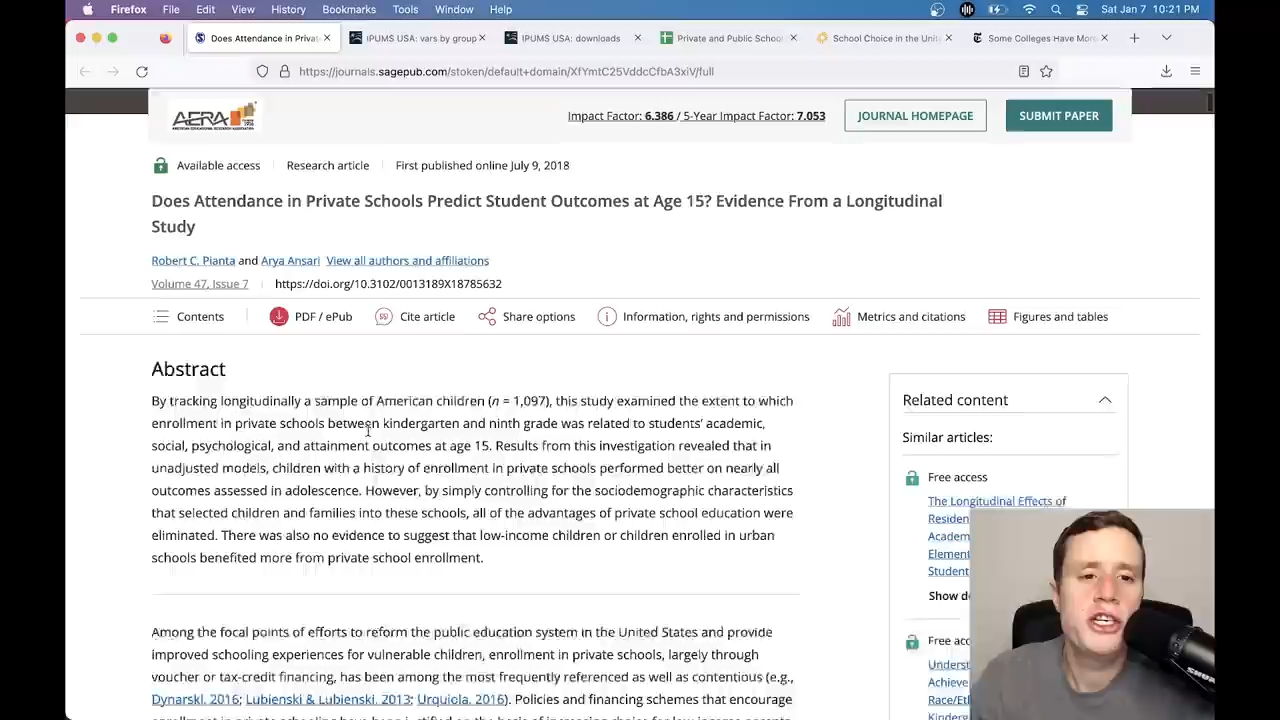 Firefox File Edit View History Bookmarks Tools Window Help Sat Jan 7 10:21 PM
Does Attendance in Privat IPUMS USA: vars by group IPUMS USA: downloads Private and Public School School Choice in the Unit Some Colleges Have More
https://journals.sagepub.com/stoken/default+domain/XfYmtC25VddcCfbA3xiV/full
AERA
AMERICAN EDUCATIONAL RESEARCH ASSOCIATION
Impact Factor: 6.386 / 5-Year Impact Factor: 7.053
JOURNAL HOMEPAGE
SUBMIT PAPER
Available access Research article First published online July 9, 2018
Does Attendance in Private Schools Predict Student Outcomes at Age 15? Evidence From a Longitudinal
Study
Robert C. Pianta and Arya Ansari View all authors and affiliations
Volume 47, Issue 7 https://doi.org/10.3102/0013189X18785632
Contents PDF / ePub Cite article Share options Information, rights and permissions Metrics and citations Figures and tables
Abstract
By tracking longitudinally a sample of American children (n = 1,097), this study examined the extent to which
enrollment in private schools between kindergarten and ninth grade was related to students’ academic,
social, psychological, and attainment outcomes at age 15. Results from this investigation revealed that in
unadjusted models, children with a history of enrollment in private schools performed better on nearly all
outcomes assessed in adolescence. However, by simply controlling for the sociodemographic characteristics
that selected children and families into these schools, all of the advantages of private school education were
eliminated. There was also no evidence to suggest that low-income children or children enrolled in urban
schools benefited more from private school enrollment.
Among the focal points of efforts to reform the public education system in the United States and provide
improved schooling experiences for vulnerable children, enrollment in private schools, largely through
voucher or tax-credit financing, has been among the most frequently referenced as well as contentious (e.g.,
Dynarski, 2016; Lubienski & Lubienski, 2013; Urquiola, 2016). Policies and financing schemes that encourage
Related content
Similar articles:
Free access
The Longitudinal Effects of
Residen
Academ
Element
Student
Show de
Free acc
Underst
Achieve
Race/Et
Kinderg
SHUR